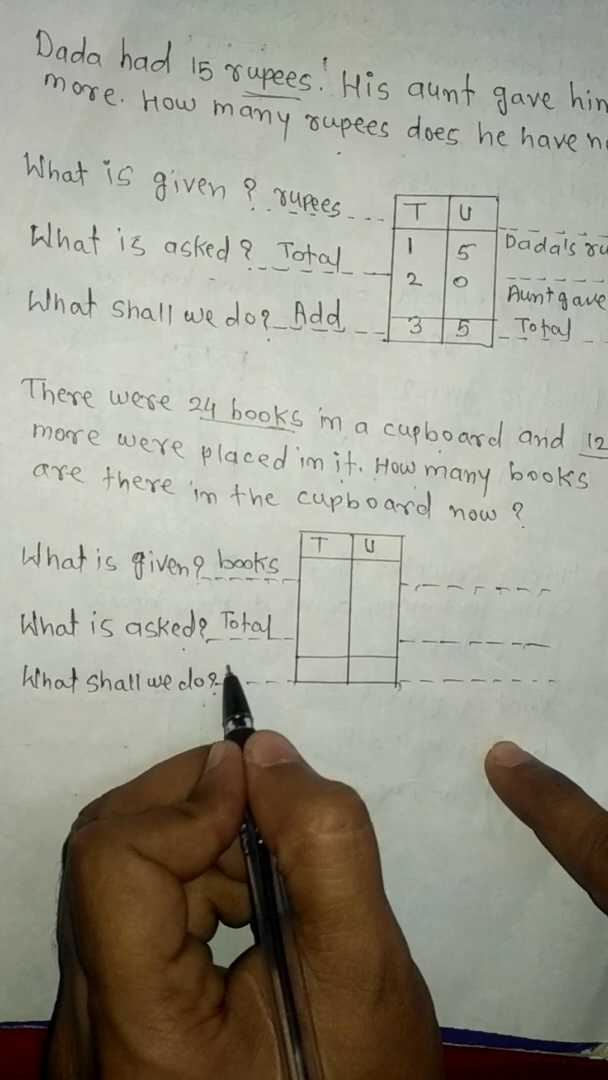 Dada had 15 rupees. His aunt gave him
more. How many rupees does he have
What is given? rupees
T U
1 5 Dada's
What is asked? Total
2 0 Aunt gave
What shall we do? Add
3 5 Total
There were 24 books in a cupboard and 12
more were placed in it. How many books
are there in the cupboard now?
T U
What is given? books
What is asked? Total
What shall we do?